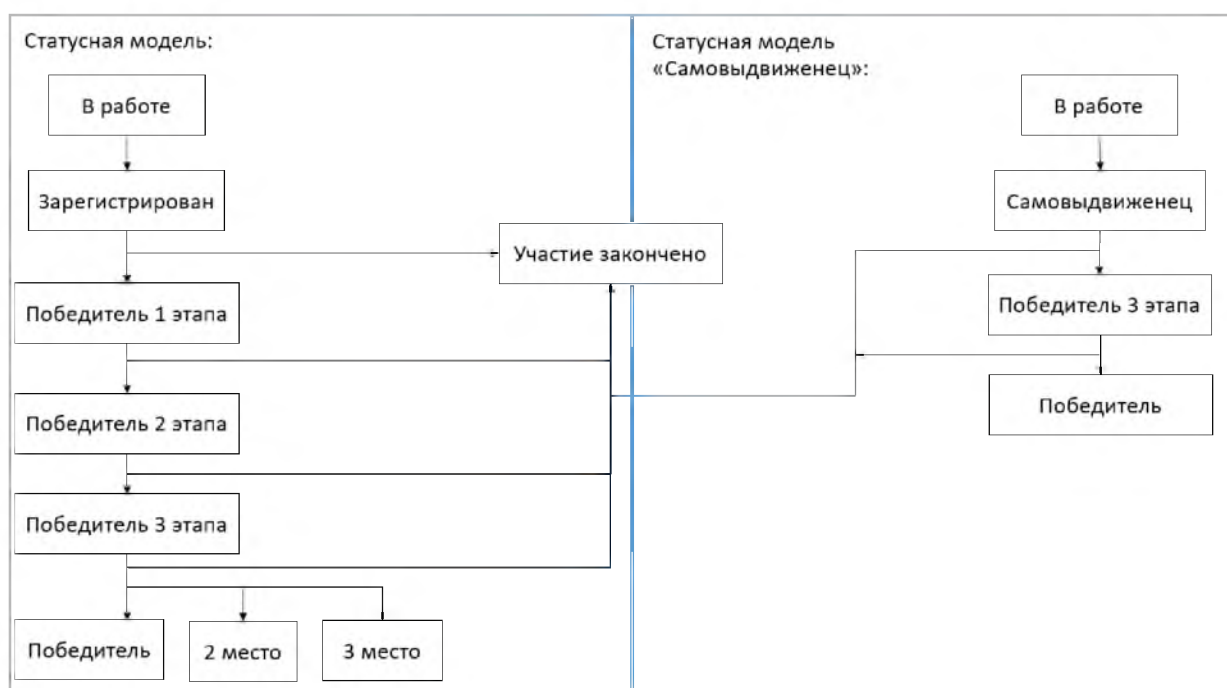 Статусная модель:
В работе
Зарегистрирован
Участие закончено
Победитель 1 этапа
Победитель 2 этапа
Победитель 3 этапа
Победитель
2 место
3 место
Статусная модель
«Самовыдвиженец»:
В работе
Самовыдвиженец
Победитель 3 этапа
Победитель